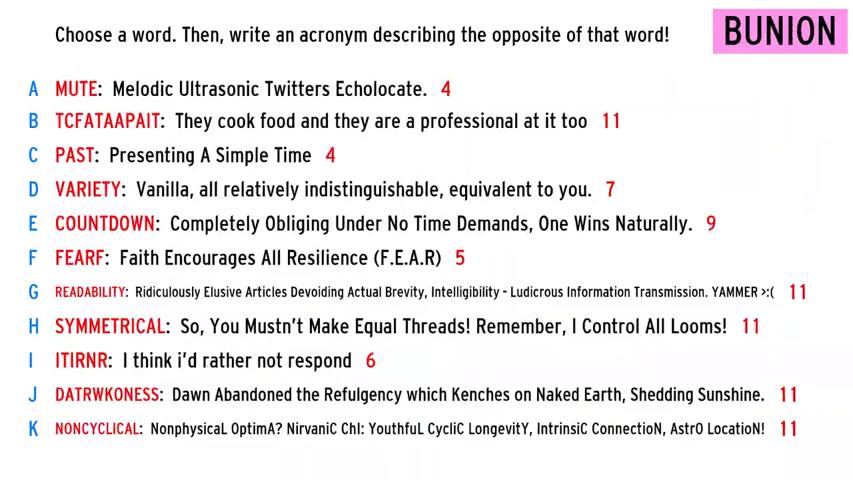 Choose a word. Then, write an acronym describing the opposite of that word!
BUNION
A MUTE: Melodic Ultrasonic Twitters Echolocate. 4
B TCFATAAPAIT: They cook food and they are a professional at it too 11
C PAST: Presenting A Simple Time 4
D VARIETY: Vanilla, all relatively indistinguishable, equivalent to you. 7
E COUNTDOWN: Completely Obliging Under No Time Demands, One Wins Naturally. 9
F FEARF: Faith Encourages All Resilience (F.E.A.R) 5
G READABILITY: Ridiculously Elusive Articles Devoiding Actual Brevity, Intelligibility - Ludicrous Information Transmission. YAMMER >:( 11
H SYMMETRICAL: So, You Mustn't Make Equal Threads! Remember, I Control All Looms! 11
I ITIRNR: I think i'd rather not respond 6
J DATRWKONESS: Dawn Abandoned the Refulgency which Kenches on Naked Earth, Shedding Sunshine. 11
K NONCYCLICAL: NonphysicaL OptimA? NirvaniC ChI: YouthfuL CycliC LongevitY, IntrinsiC ConnectioN, AstrO LocatioN! 11